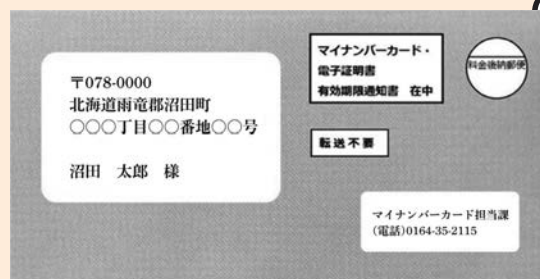 〒078-0000
北海道雨竜郡沼田町
○○○丁目○○番地○○号
沼田 太郎 様
マイナンバーカード・
電子証明書
有効期限通知書 在中
料金後納郵便
転送不要
マイナンバーカード担当課
(電話)0164-35-2115